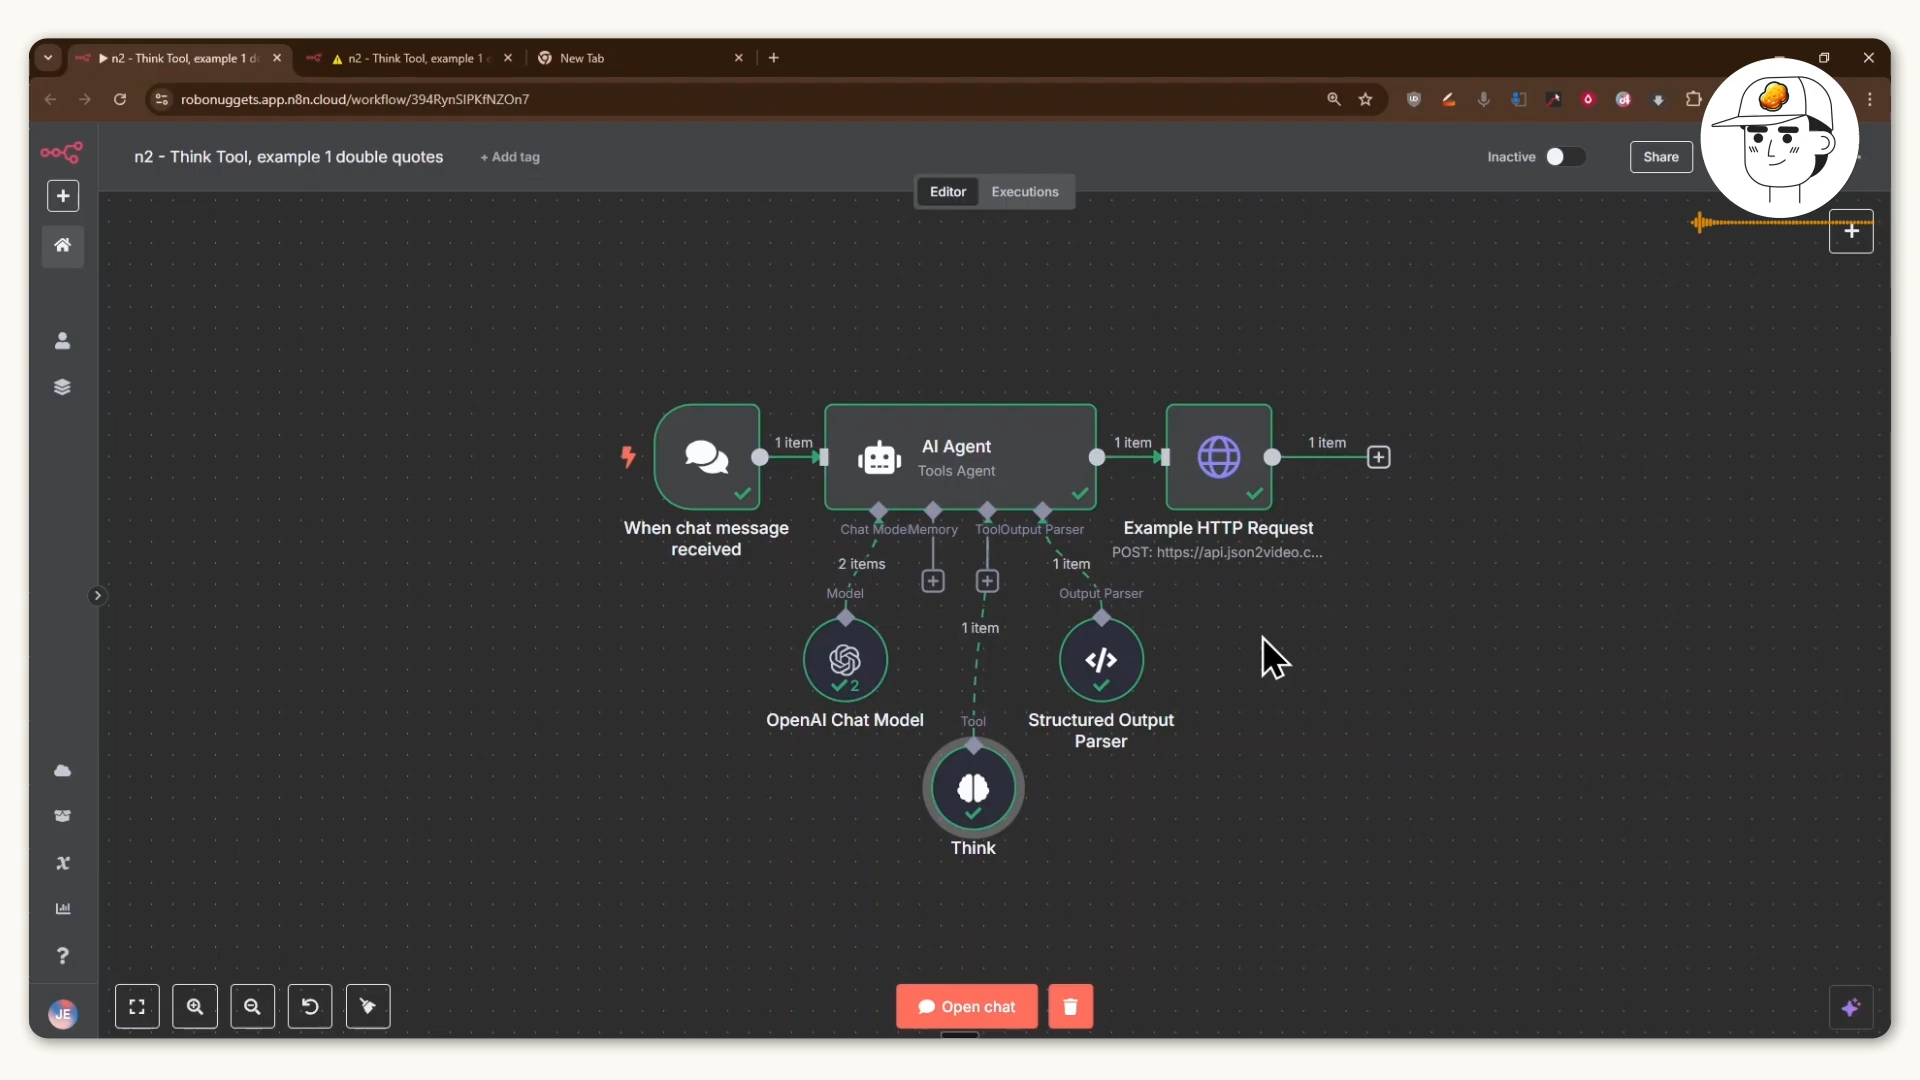 n2 - Think Tool, example 1 d
n2 - Think Tool, example 1
New Tab
robonuggets.app.n8n.cloud/workflow/394RynSIPKfNZOn7
n2 - Think Tool, example 1 double quotes
+ Add tag
Inactive
Share
Editor
Executions
1 item
AI Agent
Tools Agent
1 item
1 item
When chat message
received
Chat Model
Memory
Tool
Output Parser
Example HTTP Request
POST: https://api.json2video.c...
2 items
1 item
Model
Output Parser
1 item
2
OpenAI Chat Model
Tool
Structured Output
Parser
Think
JE
Open chat